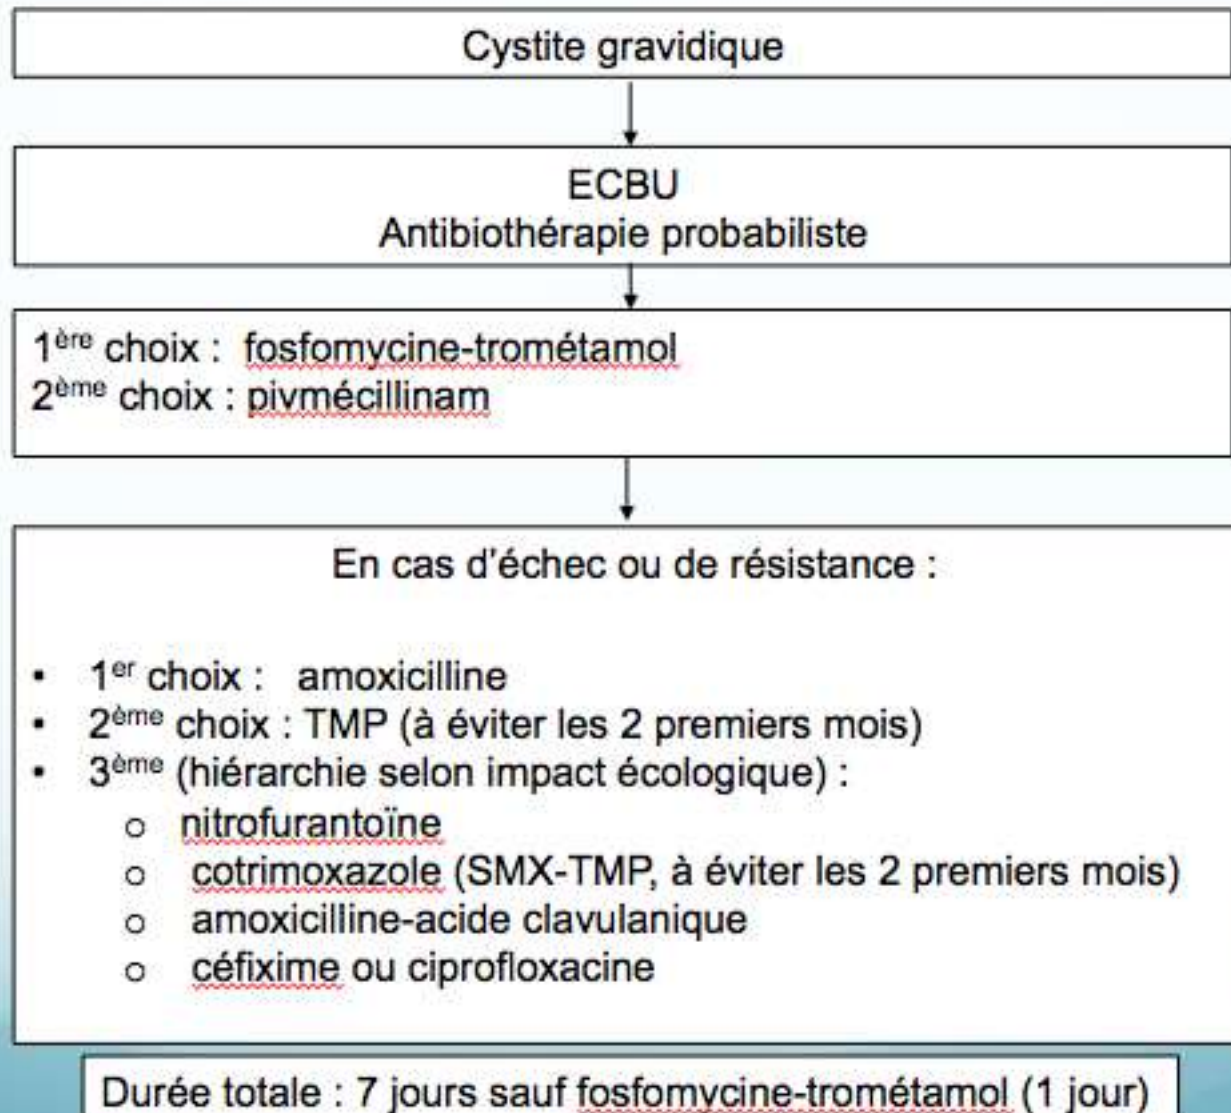 Cystite gravidique
ECBU
Antibiothérapie probabiliste
1ère choix : fosfomycine-trométamol
2ème choix : pivmécillinam
En cas d'échec ou de résistance :
• 1er choix : amoxicilline
• 2ème choix : TMP (à éviter les 2 premiers mois)
• 3ème (hiérarchie selon impact écologique) :
o nitrofurantoïne
o cotrimoxazole (SMX-TMP, à éviter les 2 premiers mois)
o amoxicilline-acide clavulanique
o céfixime ou ciprofloxacine
Durée totale : 7 jours sauf fosfomycine-trométamol (1 jour)